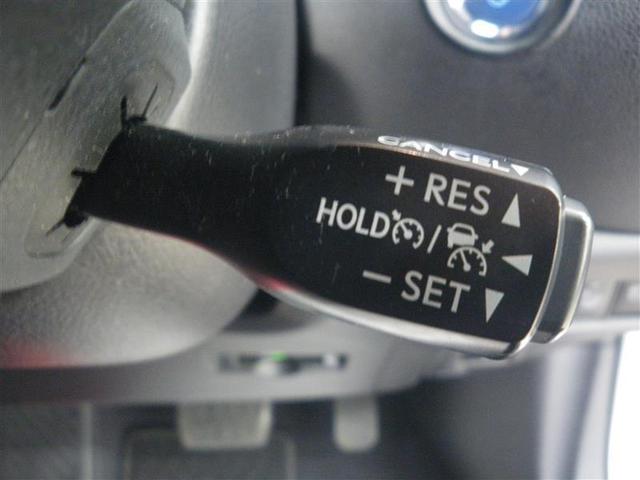 CANCEL
+ RES
HOLD /
− SET